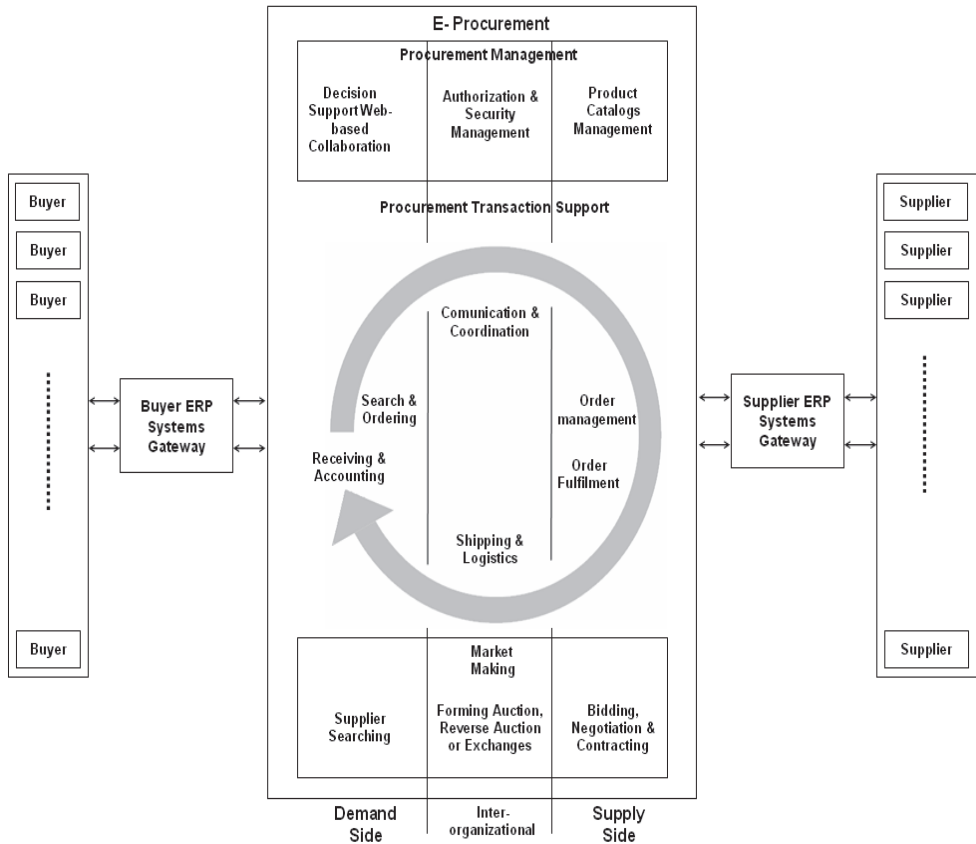 E- Procurement
Procurement Management
Decision
Support Web-
based
Collaboration
Authorization &
Security
Management
Product
Catalogs
Management
Procurement Transaction Support
Buyer
Buyer
Buyer
Buyer
Buyer ERP
Systems
Gateway
Comunication &
Coordination
Search &
Ordering
Receiving &
Accounting
Order
management
Order
Fulfilment
Shipping &
Logistics
Supplier ERP
Systems
Gateway
Supplier
Supplier
Supplier
Supplier
Market
Making
Supplier
Searching
Forming Auction,
Reverse Auction
or Exchanges
Bidding,
Negotiation &
Contracting
Demand
Side
Inter-
organizational
Supply
Side